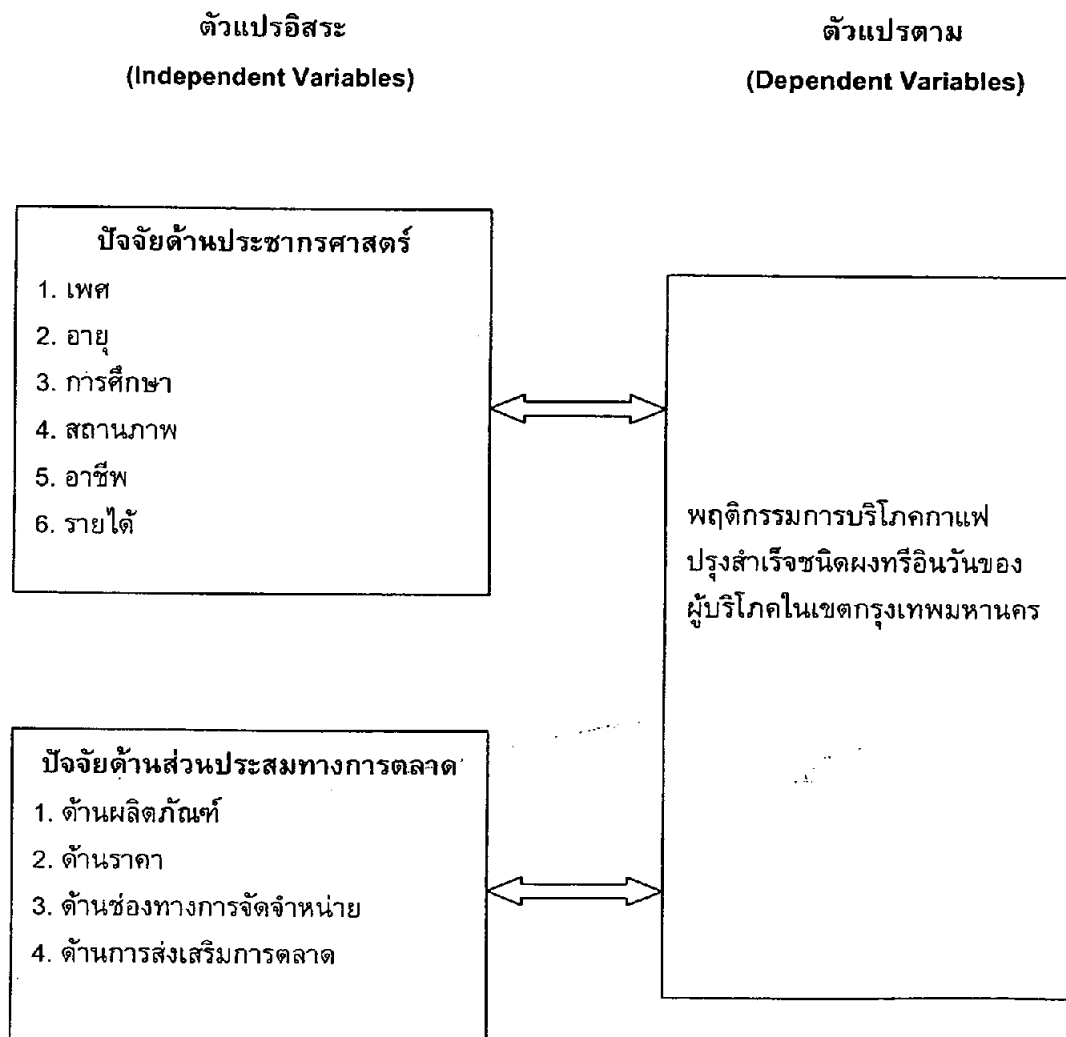 ตัวแปรอิสระ
(Independent Variables)
ตัวแปรตาม
(Dependent Variables)
ปัจจัยด้านประชากรศาสตร์
1. เพศ
2. อายุ
3. การศึกษา
4. สถานภาพ
5. อาชีพ
6. รายได้
พฤติกรรมการบริโภคกาแฟ
ปรุงสำเร็จชนิดผงทรีอินวันของ
ผู้บริโภคในเขตกรุงเทพมหานคร
ปัจจัยด้านส่วนประสมทางการตลาด
1. ด้านผลิตภัณฑ์
2. ด้านราคา
3. ด้านช่องทางการจัดจำหน่าย
4. ด้านการส่งเสริมการตลาด